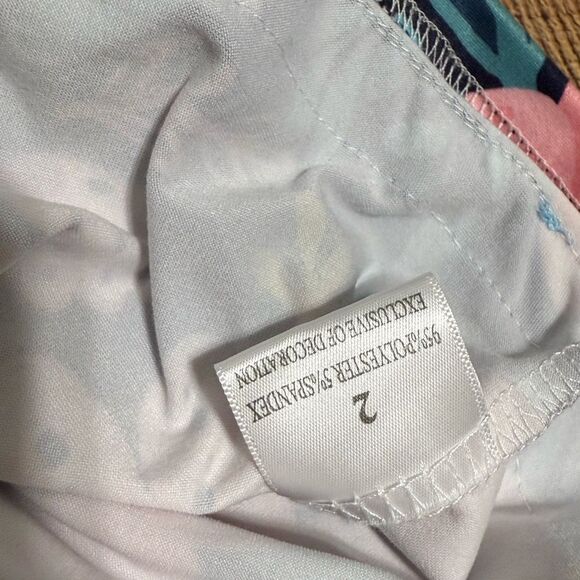 2
95%POLYESTER 5%SPANDEX
EXCLUSIVE OF DECORATION